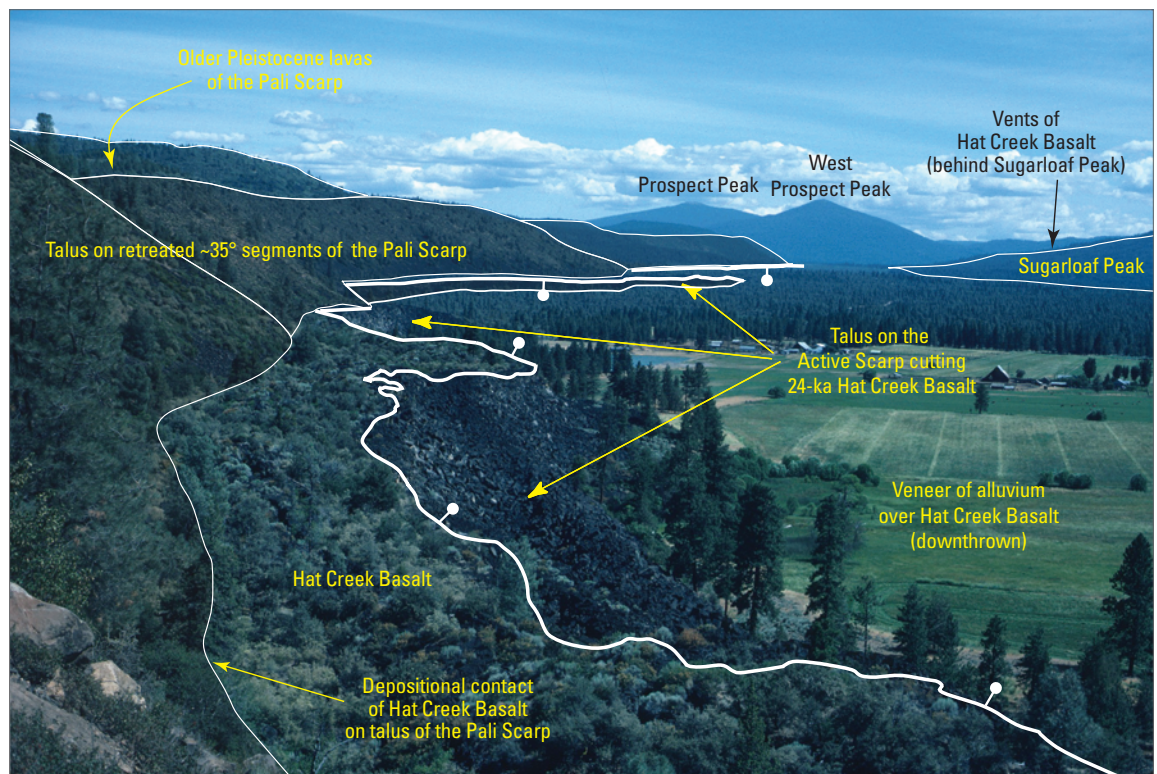 Older Pleistocene lavas
of the Pali Scarp
Vents of
Hat Creek Basalt
(behind Sugarloaf Peak)
West
Prospect Peak
Prospect Peak
Talus on retreated ~35° segments of the Pali Scarp
Sugarloaf Peak
Talus on the
Active Scarp cutting
24-ka Hat Creek Basalt
Veneer of alluvium
over Hat Creek Basalt
(downthrown)
Hat Creek Basalt
Depositional contact
of Hat Creek Basalt
on talus of the Pali Scarp